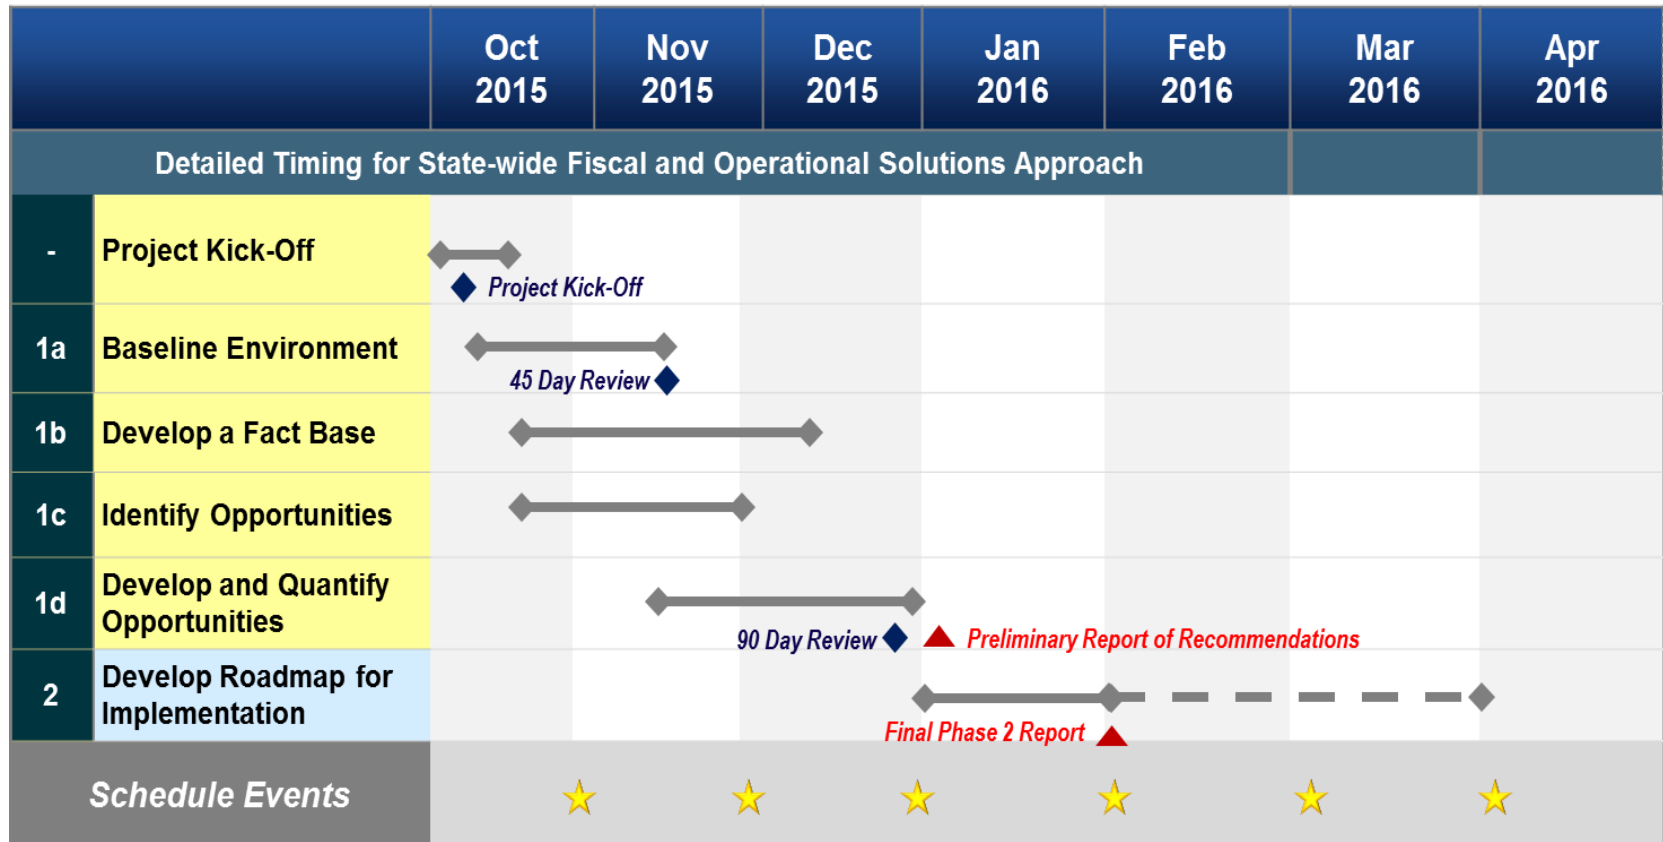 Oct
2015
Nov
2015
Dec
2015
Jan
2016
Feb
2016
Mar
2016
Apr
2016
Detailed Timing for State-wide Fiscal and Operational Solutions Approach
-
Project Kick-Off
Project Kick-Off
1a
Baseline Environment
45 Day Review
1b
Develop a Fact Base
1c
Identify Opportunities
1d
Develop and Quantify
Opportunities
90 Day Review
Preliminary Report of Recommendations
2
Develop Roadmap for
Implementation
Final Phase 2 Report
Schedule Events